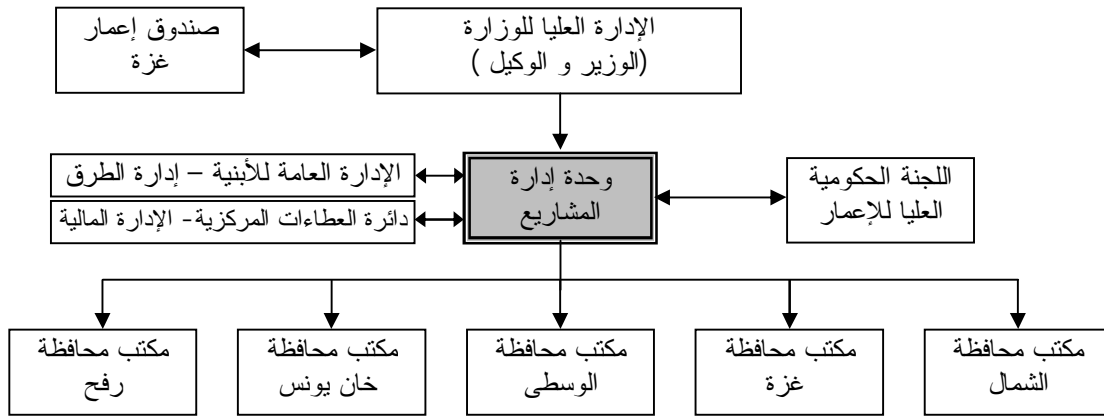 الإدارة العليا للوزارة
(الوزير و الوكيل )
صندوق إعمار
غزة
اللجنة الحكومية
العليا للإعمار
وحدة إدارة
المشاريع
الإدارة العامة للأبنية – إدارة الطرق
دائرة العطاءات المركزية- الإدارة المالية
مكتب محافظة
الشمال
مكتب محافظة
غزة
مكتب محافظة
الوسطى
مكتب محافظة
خان يونس
مكتب محافظة
رفح